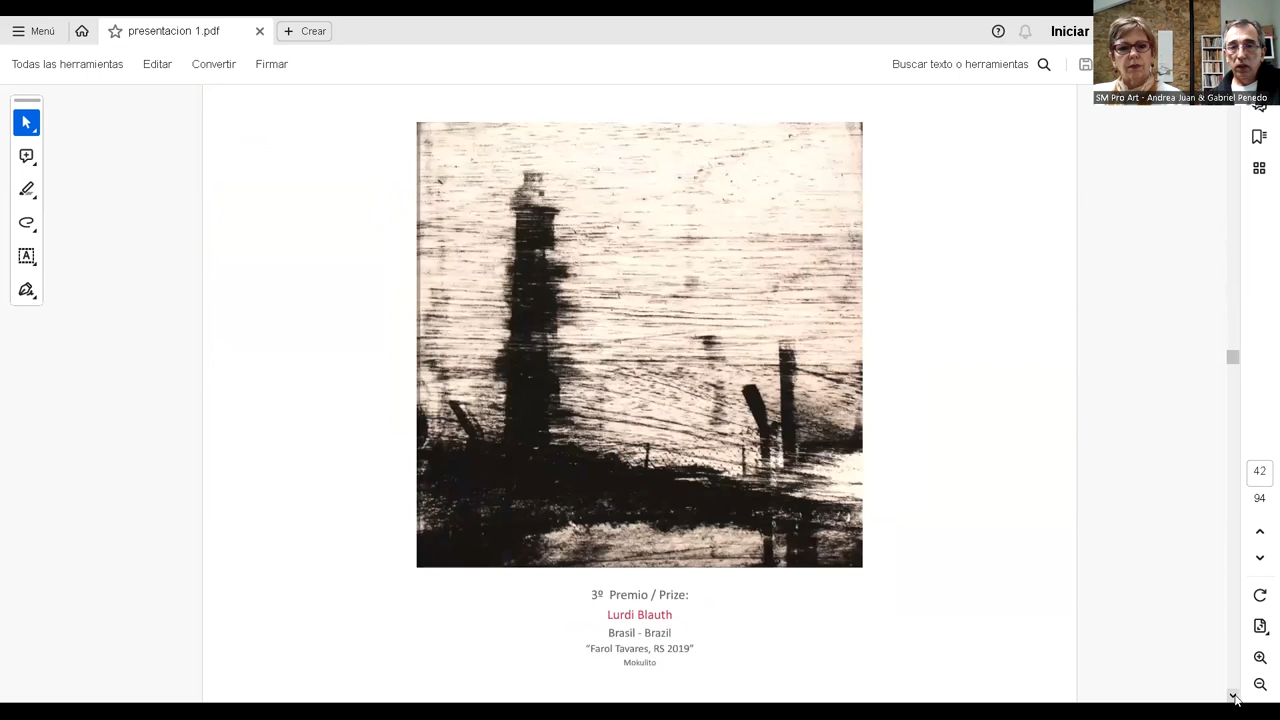 Menú
presentacion 1.pdf
Crear
Iniciar
Todas las herramientas
Editar
Convertir
Firmar
Buscar texto o herramientas
SM Pro Art - Andrea Juan & Gabriel Penedo
42
94
3º Premio / Prize:
Lurdi Blauth
Brasil - Brazil
“Farol Tavares, RS 2019”
Mokulito